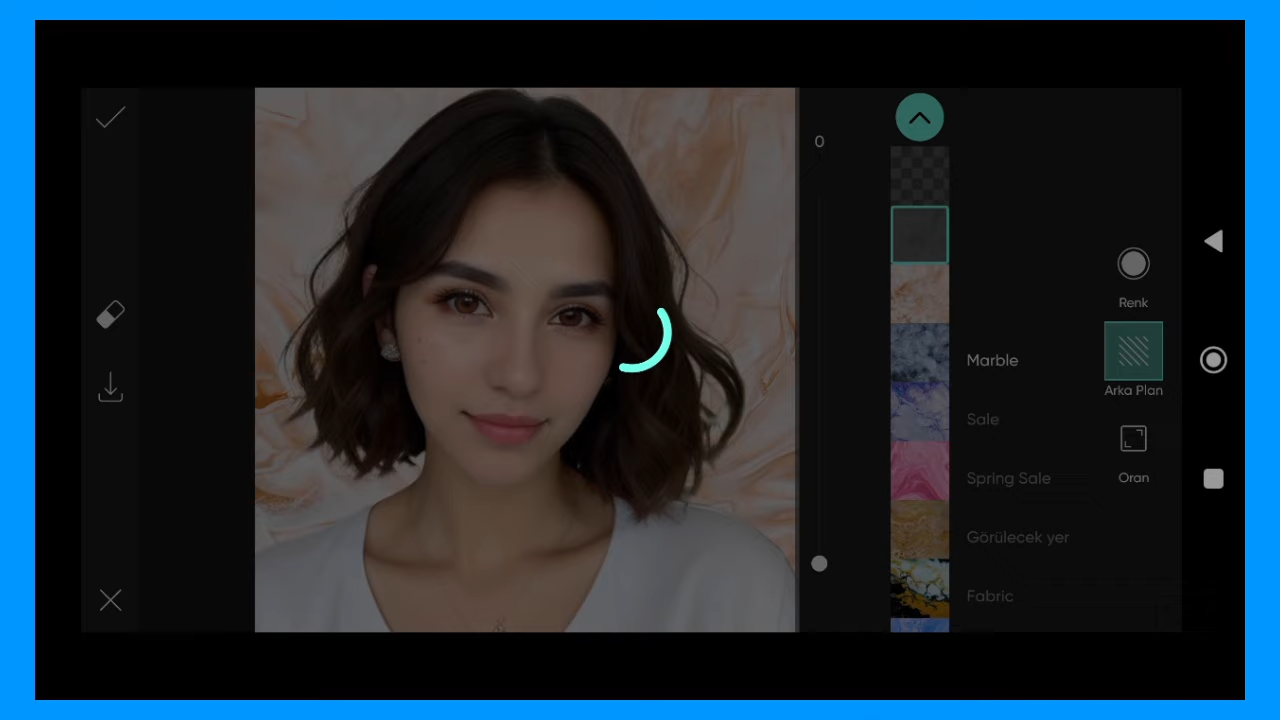 0
Marble
Sale
Spring Sale
Görülecek yer
Fabric
Renk
Arka Plan
Oran